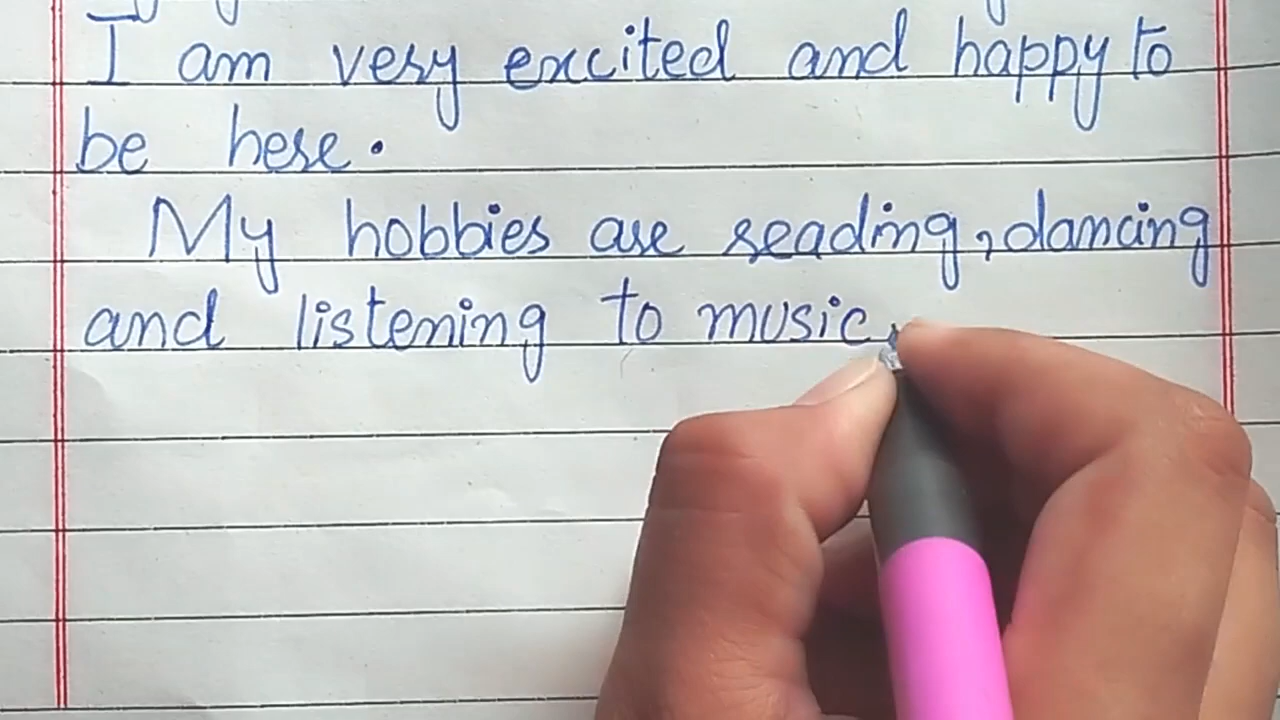 I am very excited and happy to
be here.
My hobbies are reading, dancing
and listening to music